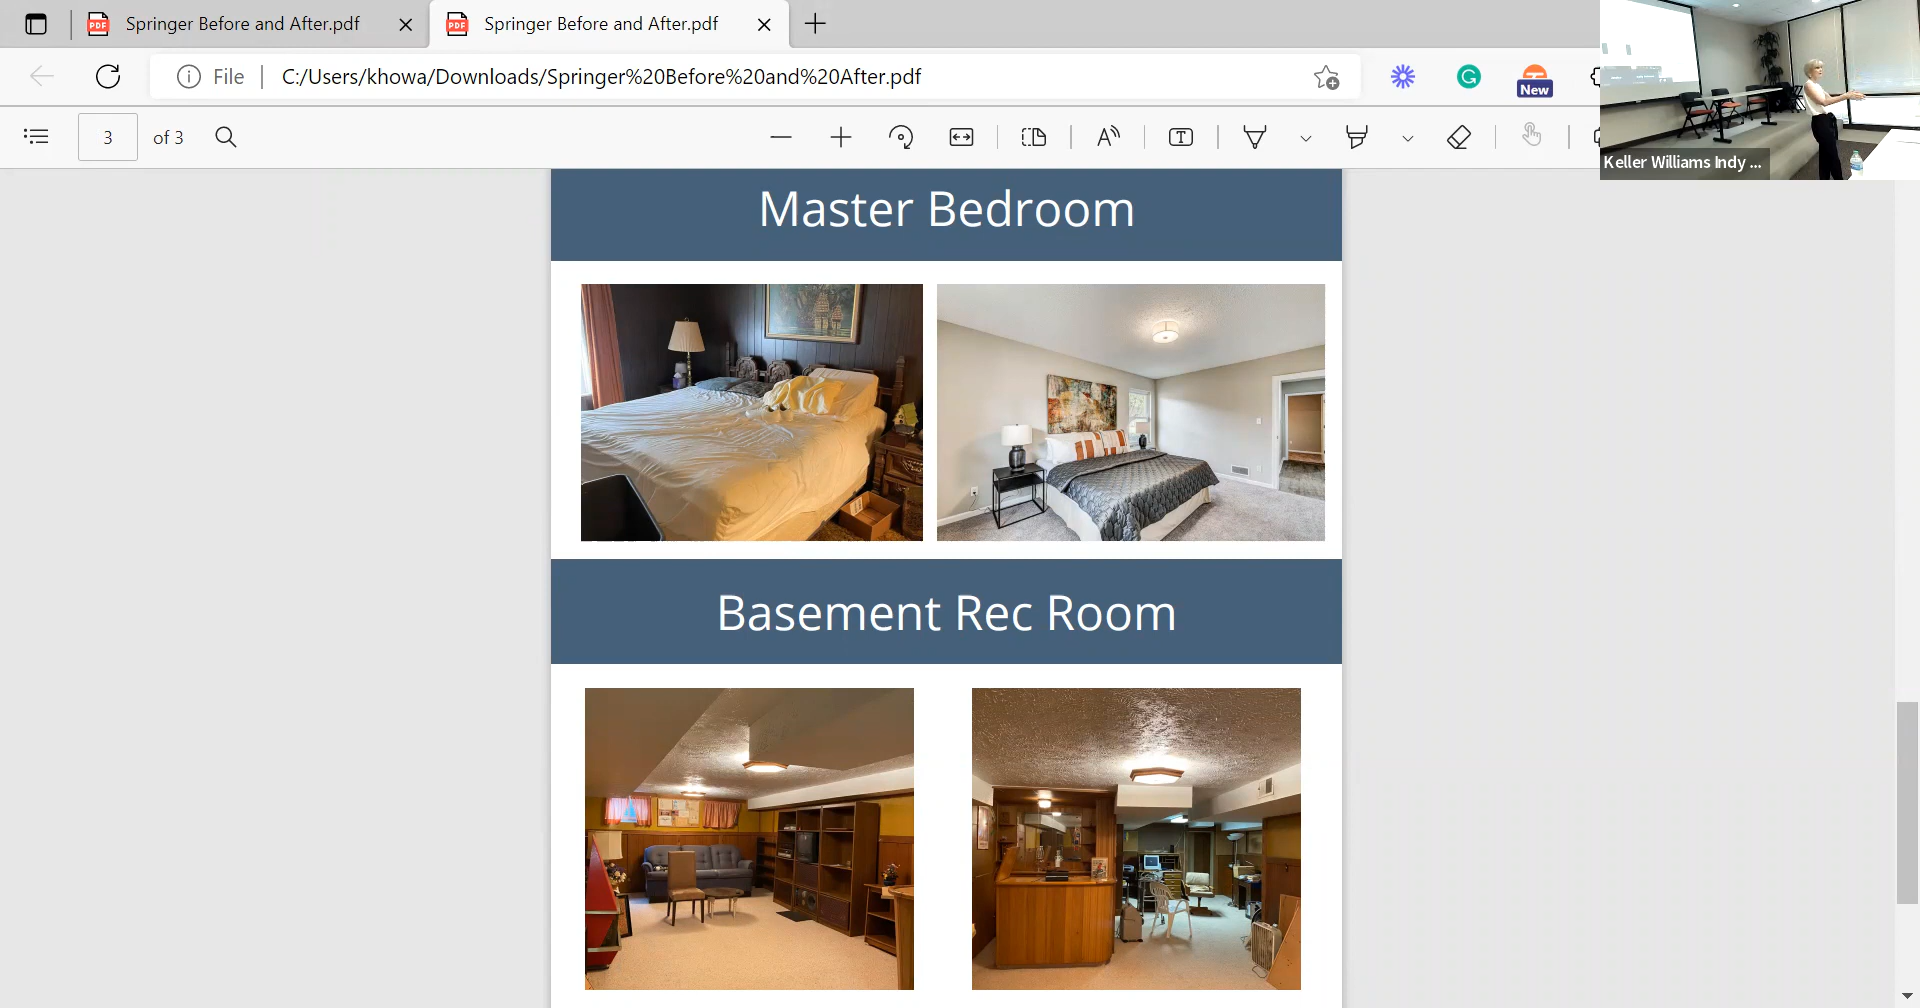 Springer Before and After.pdf
Springer Before and After.pdf
File
C:/Users/khowa/Downloads/Springer%20Before%20and%20After.pdf
New
3
of 3
Keller Williams Indy ...
Master Bedroom
Basement Rec Room